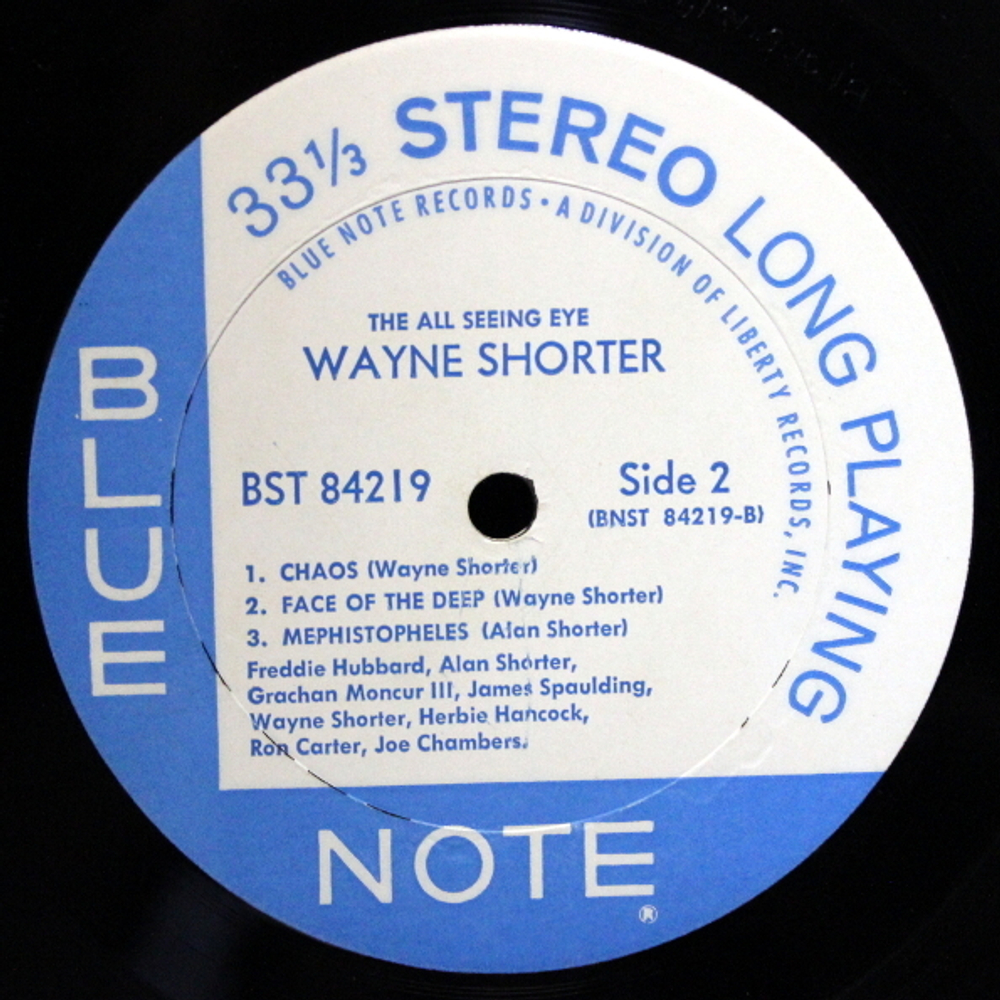 33⅓ STEREO LONG PLAYING
BLUE NOTE RECORDS • A DIVISION OF LIBERTY RECORDS, INC.
THE ALL SEEING EYE
WAYNE SHORTER
BST 84219
Side 2
(BNST 84219-B)
1. CHAOS (Wayne Shorter)
2. FACE OF THE DEEP (Wayne Shorter)
3. MEPHISTOPHELES (Alan Shorter)
Freddie Hubbard, Alan Shorter,
Grachan Moncur III, James Spaulding,
Wayne Shorter, Herbie Hancock,
Ron Carter, Joe Chambers.
BLUE
NOTE
®